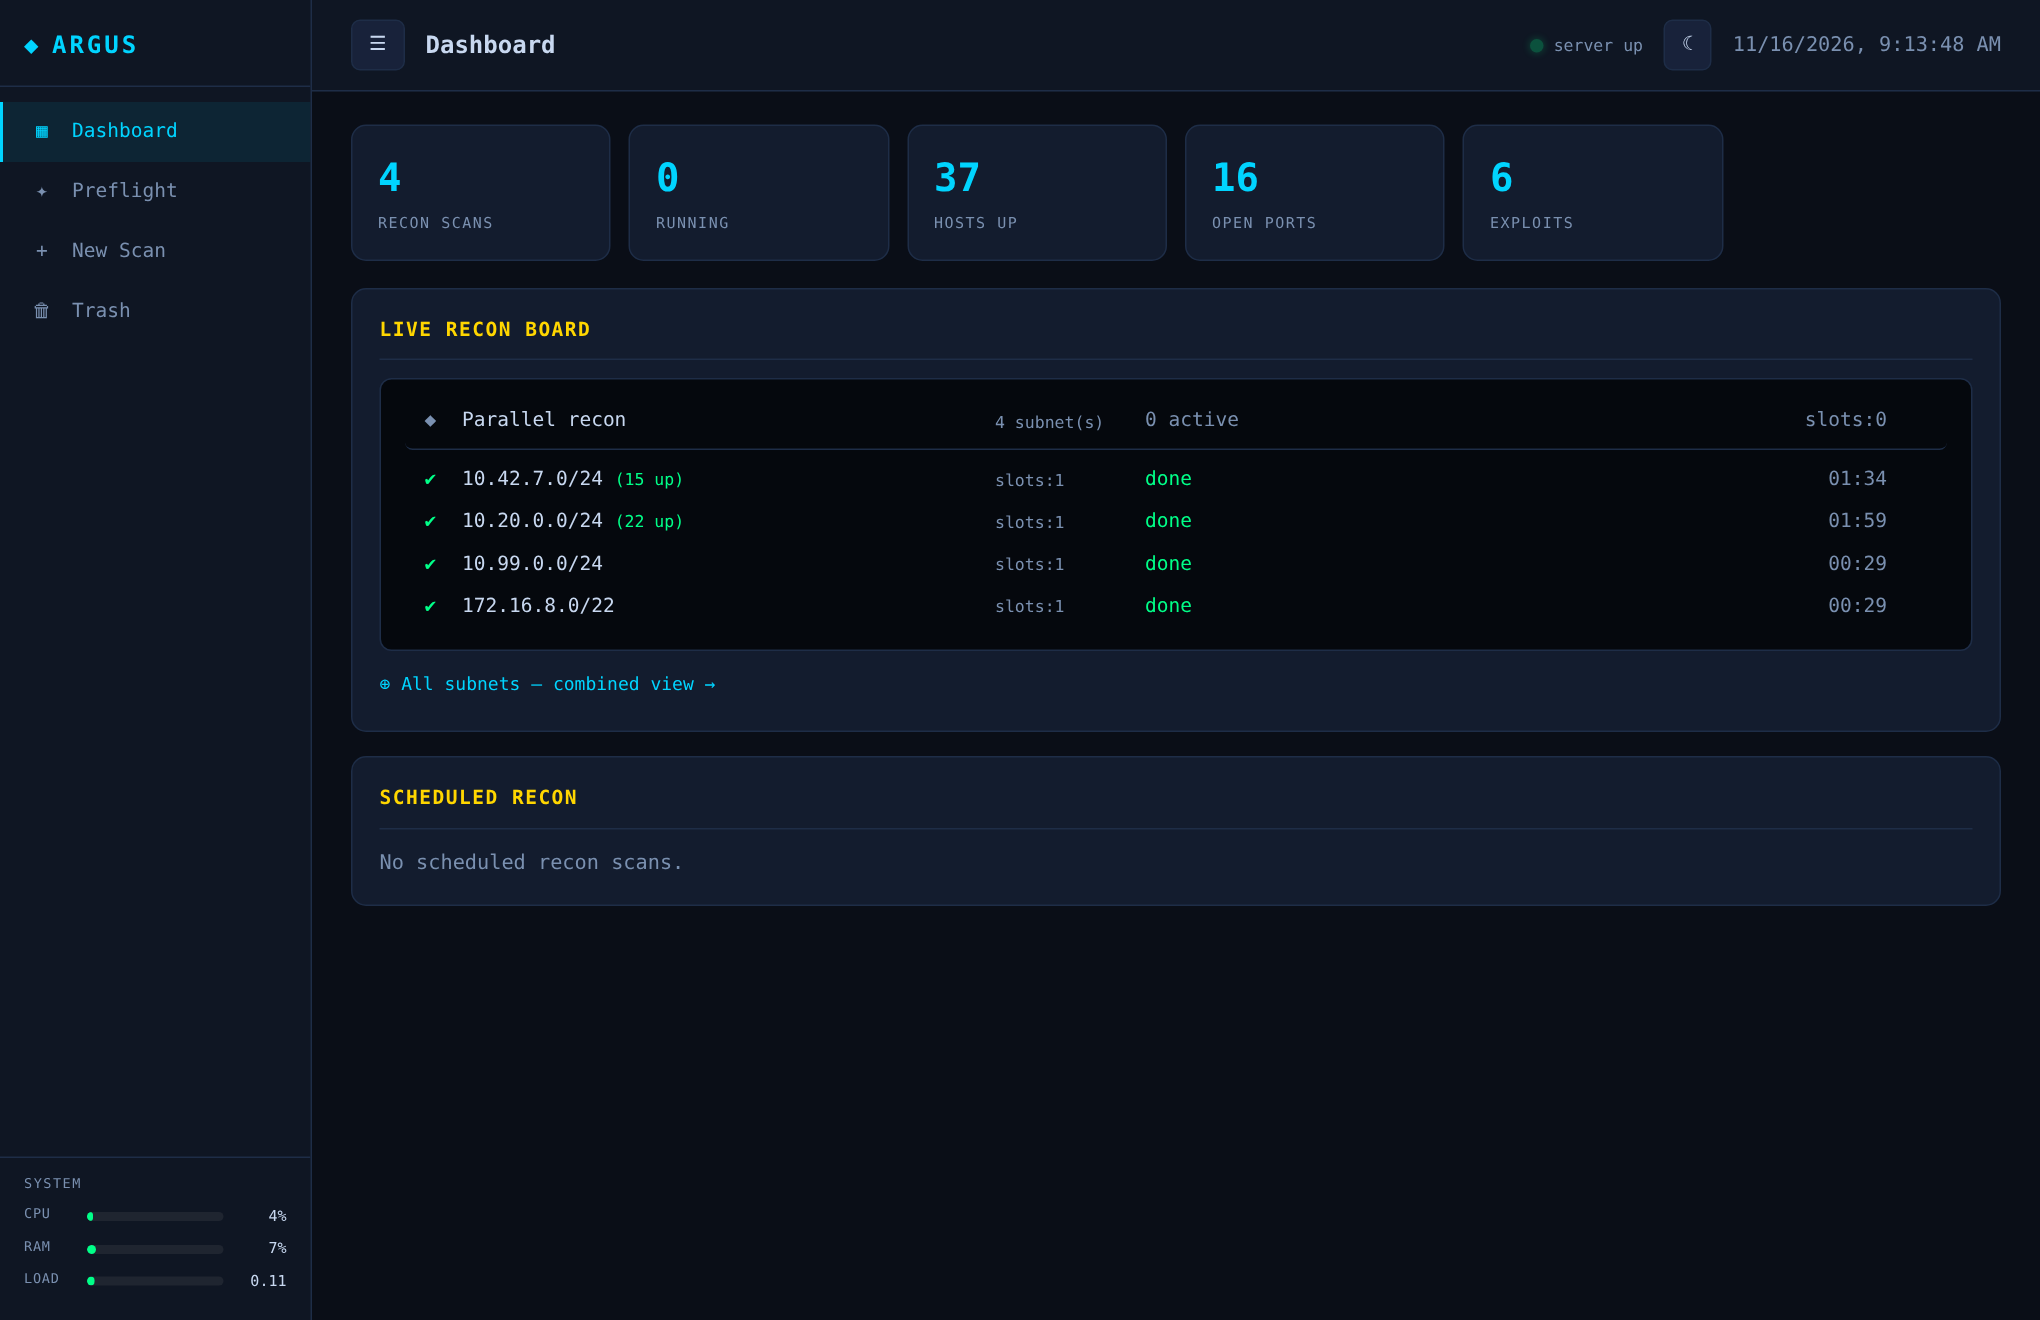 ◆ ARGUS
▦ Dashboard
✦ Preflight
+ New Scan
🗑 Trash
SYSTEM
CPU 4%
RAM 7%
LOAD 0.11
☰ Dashboard server up ☾ 11/16/2026, 9:13:48 AM
4 0 37 16 6
RECON SCANS RUNNING HOSTS UP OPEN PORTS EXPLOITS
LIVE RECON BOARD
◆ Parallel recon 4 subnet(s) 0 active slots:0
✔ 10.42.7.0/24 (15 up) slots:1 done 01:34
✔ 10.20.0.0/24 (22 up) slots:1 done 01:59
✔ 10.99.0.0/24 slots:1 done 00:29
✔ 172.16.8.0/22 slots:1 done 00:29
⊕ All subnets — combined view →
SCHEDULED RECON
No scheduled recon scans.